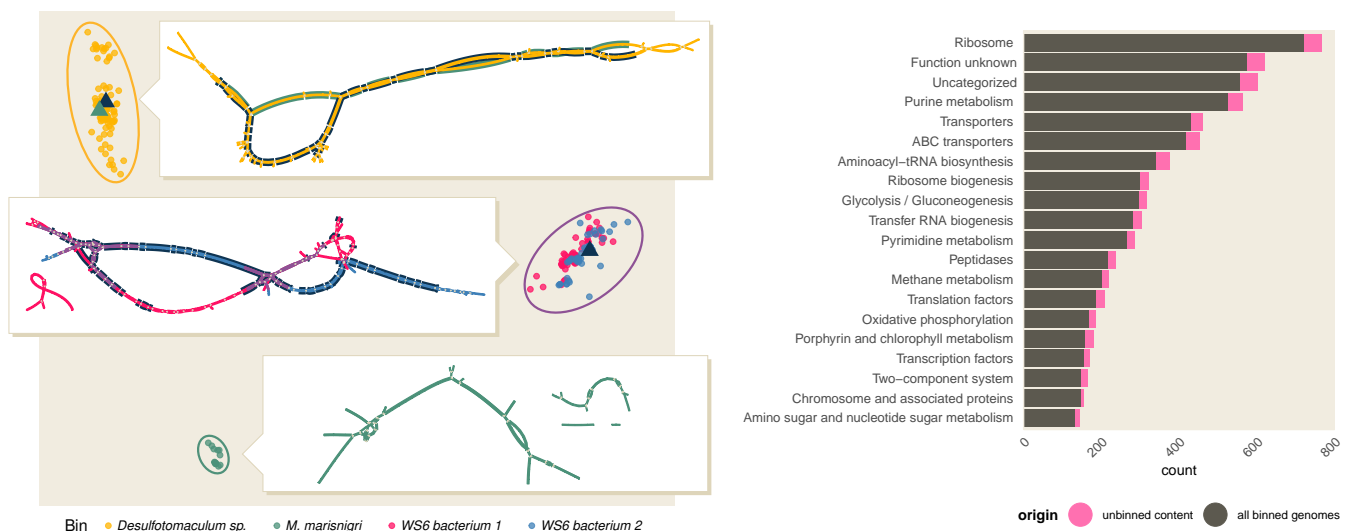 Bin
Desulfotomaculum sp.
M. marisnigri
WS6 bacterium 1
WS6 bacterium 2
Ribosome
Function unknown
Uncategorized
Purine metabolism
Transporters
ABC transporters
Aminoacyl−tRNA biosynthesis
Ribosome biogenesis
Glycolysis / Gluconeogenesis
Transfer RNA biogenesis
Pyrimidine metabolism
Peptidases
Methane metabolism
Translation factors
Oxidative phosphorylation
Porphyrin and chlorophyll metabolism
Transcription factors
Two−component system
Chromosome and associated proteins
Amino sugar and nucleotide sugar metabolism
0 200 400 600 800
count
origin unbinned content all binned genomes